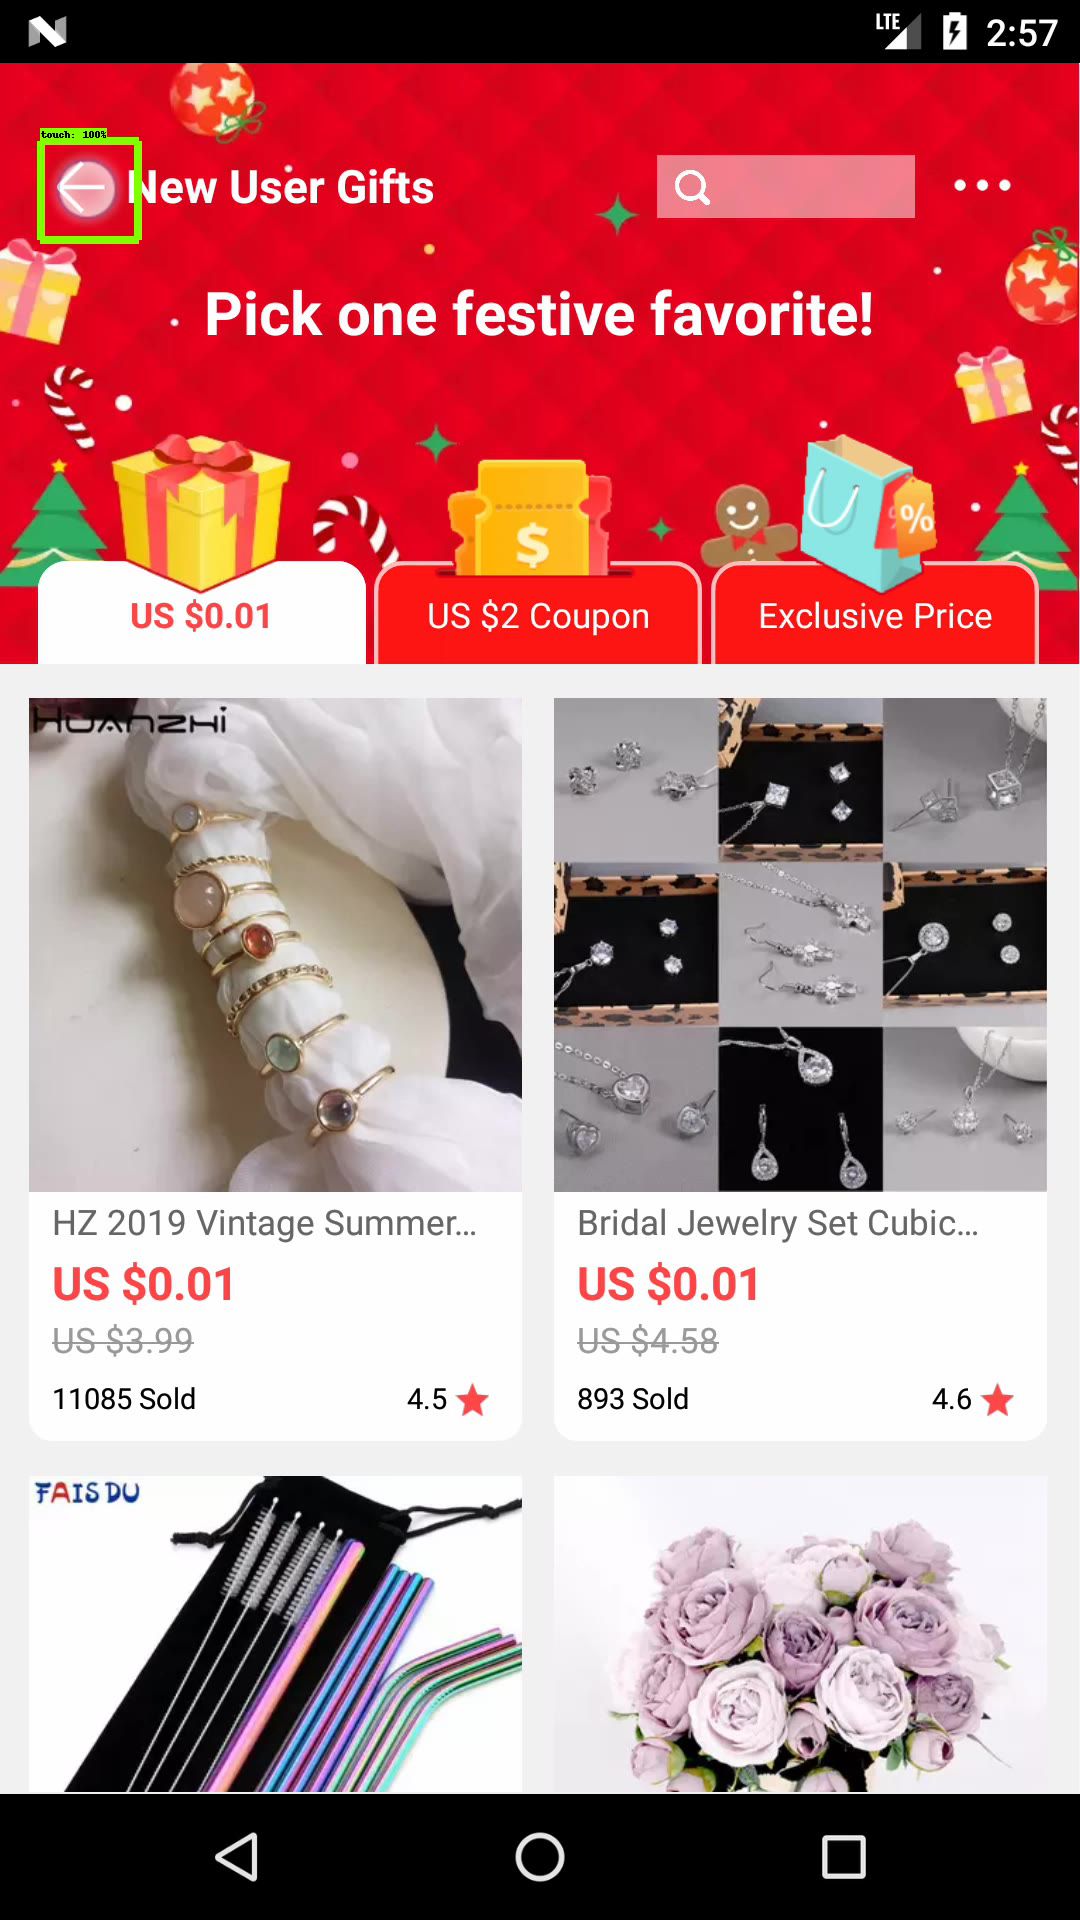 LTE 2:57
touch: 100%
New User Gifts
Pick one festive favorite!
$
%
US $0.01
US $2 Coupon
Exclusive Price
HUANZHI
HZ 2019 Vintage Summer…
US $0.01
US $3.99
11085 Sold
4.5
Bridal Jewelry Set Cubic…
US $0.01
US $4.58
893 Sold
4.6
FAIS DU